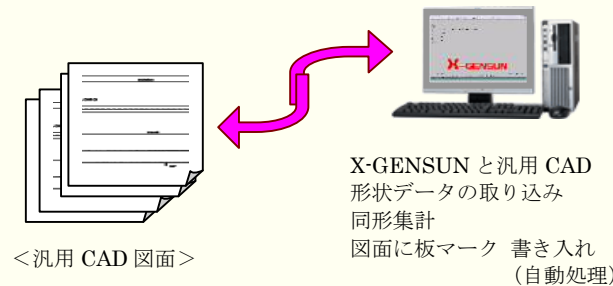 X-GENSUN
X-GENSUN と汎用 CAD
形状データの取り込み
同形集計
図面に板マーク 書き入れ
(自動処理)
＜汎用 CAD 図面＞